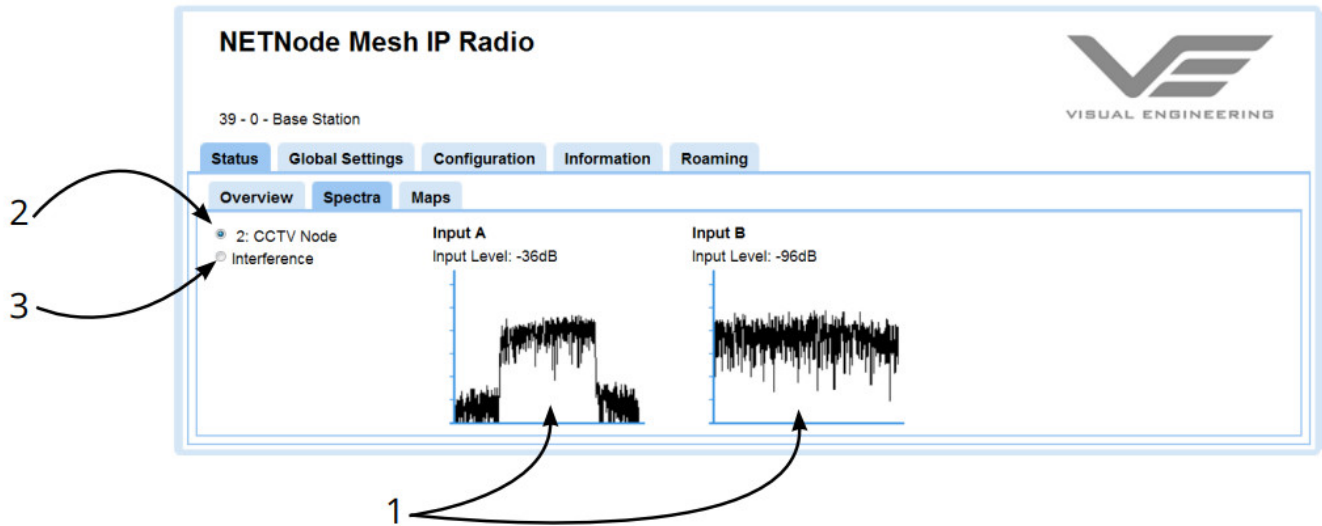 NETNode Mesh IP Radio
VISUAL ENGINEERING
39 - 0 - Base Station
Status Global Settings Configuration Information Roaming
Overview Spectra Maps
2
2: CCTV Node
Interference
3
Input A
Input Level: -36dB
Input B
Input Level: -96dB
1